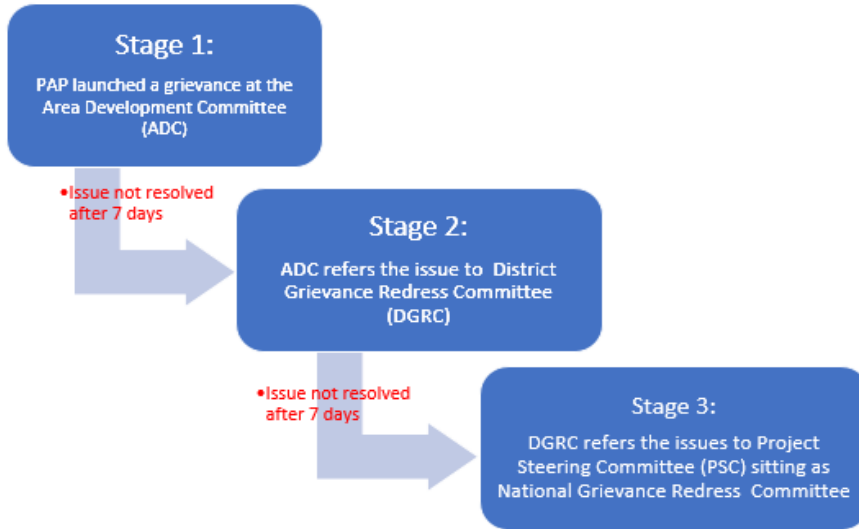 Stage 1:
PAP launched a grievance at the
Area Development Committee
(ADC)
•Issue not resolved
after 7 days
Stage 2:
ADC refers the issue to District
Grievance Redress Committee
(DGRC)
•Issue not resolved
after 7 days
Stage 3:
DGRC refers the issues to Project
Steering Committee (PSC) sitting as
National Grievance Redress Committee